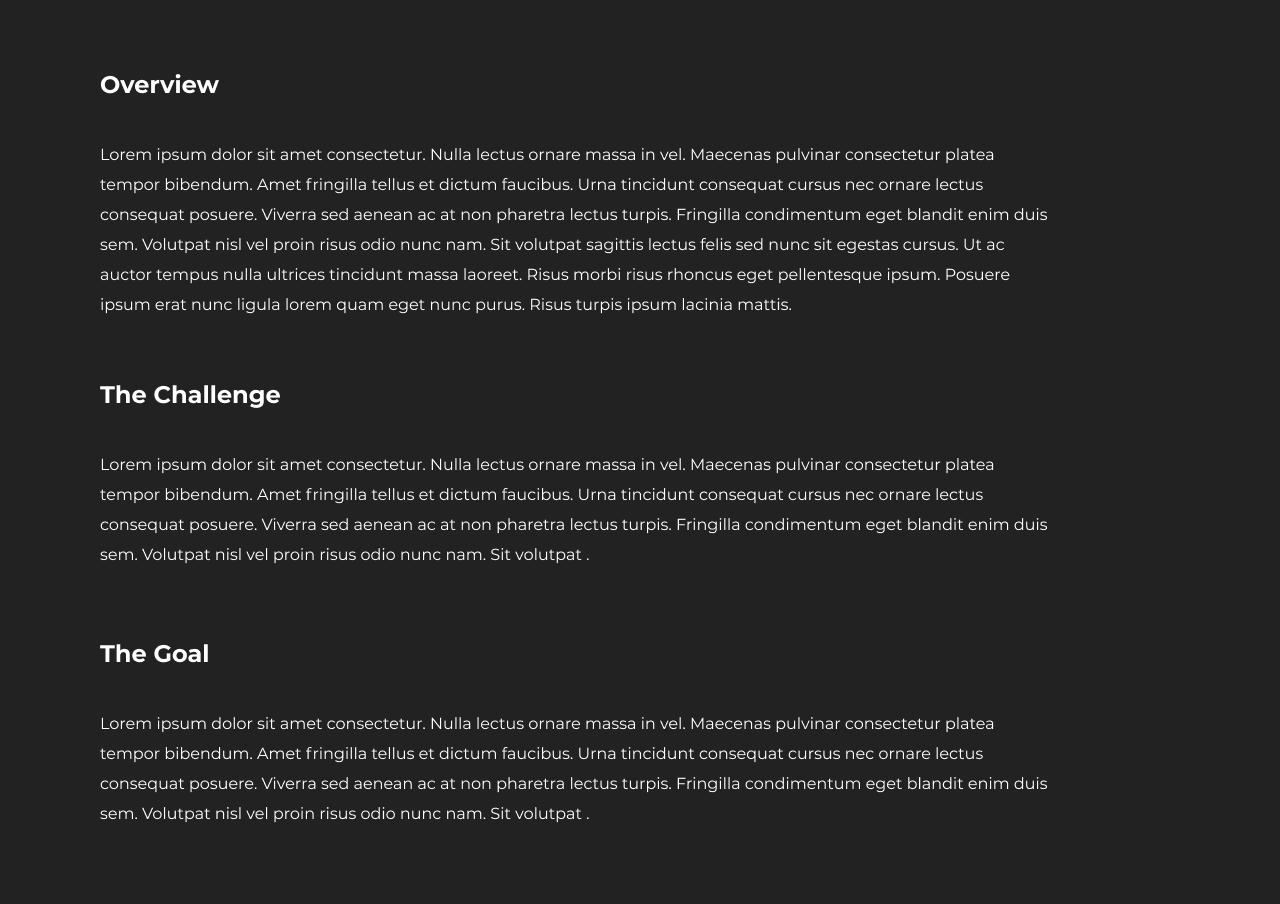 Overview
Lorem ipsum dolor sit amet consectetur. Nulla lectus ornare massa in vel. Maecenas pulvinar consectetur platea
tempor bibendum. Amet fringilla tellus et dictum faucibus. Urna tincidunt consequat cursus nec ornare lectus
consequat posuere. Viverra sed aenean ac at non pharetra lectus turpis. Fringilla condimentum eget blandit enim duis
sem. Volutpat nisl vel proin risus odio nunc nam. Sit volutpat sagittis lectus felis sed nunc sit egestas cursus. Ut ac
auctor tempus nulla ultrices tincidunt massa laoreet. Risus morbi risus rhoncus eget pellentesque ipsum. Posuere
ipsum erat nunc ligula lorem quam eget nunc purus. Risus turpis ipsum lacinia mattis.
The Challenge
Lorem ipsum dolor sit amet consectetur. Nulla lectus ornare massa in vel. Maecenas pulvinar consectetur platea
tempor bibendum. Amet fringilla tellus et dictum faucibus. Urna tincidunt consequat cursus nec ornare lectus
consequat posuere. Viverra sed aenean ac at non pharetra lectus turpis. Fringilla condimentum eget blandit enim duis
sem. Volutpat nisl vel proin risus odio nunc nam. Sit volutpat .
The Goal
Lorem ipsum dolor sit amet consectetur. Nulla lectus ornare massa in vel. Maecenas pulvinar consectetur platea
tempor bibendum. Amet fringilla tellus et dictum faucibus. Urna tincidunt consequat cursus nec ornare lectus
consequat posuere. Viverra sed aenean ac at non pharetra lectus turpis. Fringilla condimentum eget blandit enim duis
sem. Volutpat nisl vel proin risus odio nunc nam. Sit volutpat .